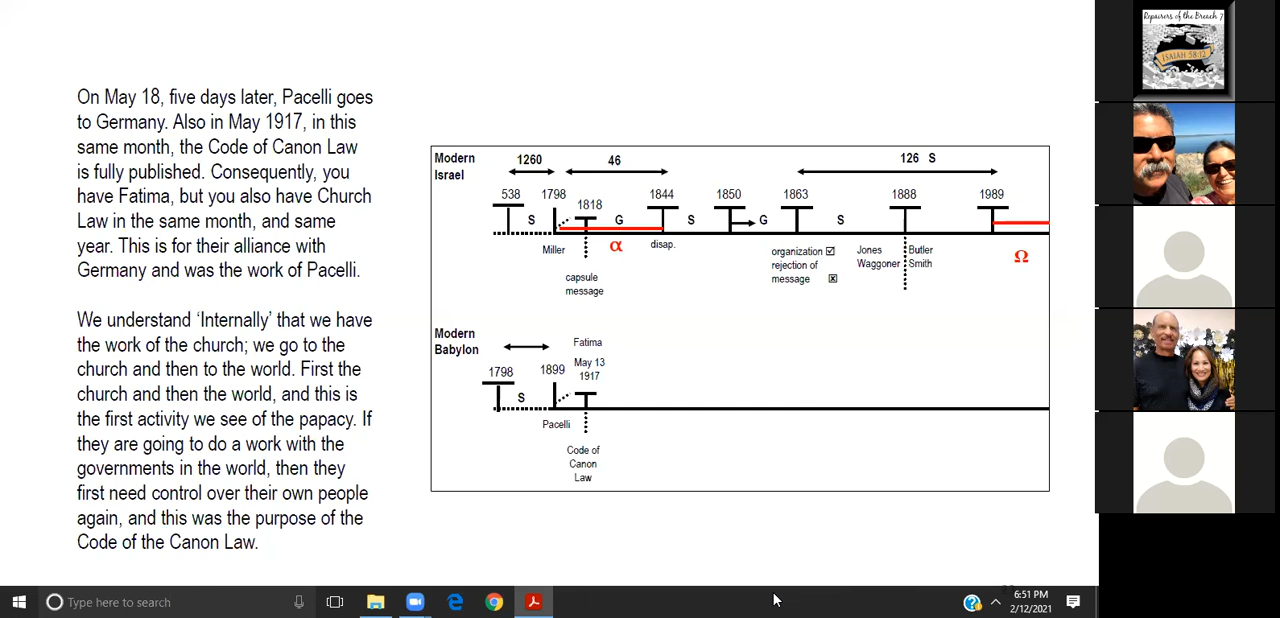 On May 18, five days later, Pacelli goes
to Germany. Also in May 1917, in this
same month, the Code of Canon Law
is fully published. Consequently, you
have Fatima, but you also have Church
Law in the same month, and same
year. This is for their alliance with
Germany and was the work of Pacelli.
We understand ‘Internally’ that we have
the work of the church; we go to the
church and then to the world. First the
church and then the world, and this is
the first activity we see of the papacy. If
they are going to do a work with the
governments in the world, then they
first need control over their own people
again, and this was the purpose of the
Code of the Canon Law.
Modern
Israel
1260
46
126 S
538
1798
1818
1844
1850
1863
1888
1989
S
G
S
G
S
Miller
α
disap.
capsule
message
organization ☑
rejection of
message ☒
Jones
Waggoner
Butler
Smith
Ω
Modern
Babylon
Fatima
May 13
1917
1798
1899
S
Pacelli
Code of
Canon
Law
Repairers of the Breach 7
ISAIAH 58:12
Type here to search
6:51 PM
2/12/2021